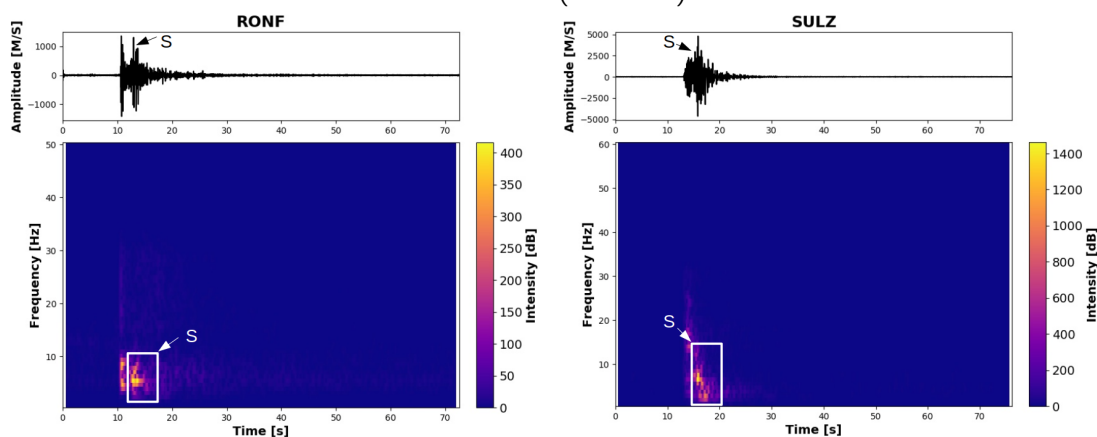 RONF
Amplitude [M/S]
1000
0
−1000
S
0 10 20 30 40 50 60 70
Frequency [Hz]
50
40
30
20
10
S
0 10 20 30 40 50 60 70
Time [s]
400
350
300
250
200
150
100
50
0
Intensity [dB]
SULZ
Amplitude [M/S]
5000
2500
0
−2500
−5000
S
0 10 20 30 40 50 60 70
Frequency [Hz]
60
50
40
30
20
10
S
0 10 20 30 40 50 60 70
Time [s]
1400
1200
1000
800
600
400
200
0
Intensity [dB]